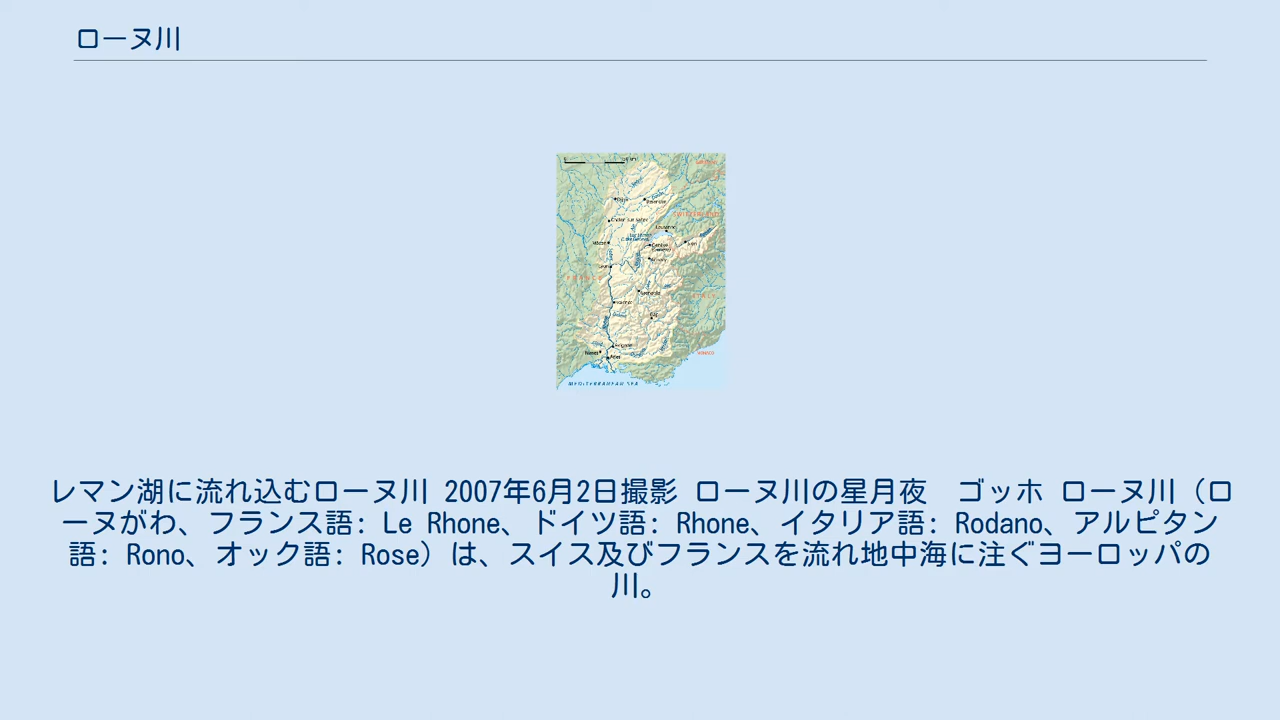 ローヌ川
SWITZERLAND
MONACO
MEDITERRANEAN SEA
レマン湖に流れ込むローヌ川 2007年6月2日撮影 ローヌ川の星月夜　ゴッホ ローヌ川（ロ
ーヌがわ、フランス語: Le Rhone、ドイツ語: Rhone、イタリア語: Rodano、アルピタン
語: Rono、オック語: Rose）は、スイス及びフランスを流れ地中海に注ぐヨーロッパの
川。